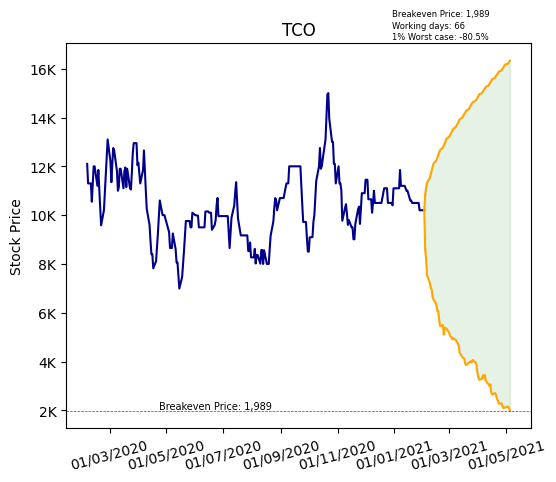 Breakeven Price: 1,989
Working days: 66
1% Worst case: -80.5%
TCO
Stock Price
16K
14K
12K
10K
8K
6K
4K
2K
Breakeven Price: 1,989
01/03/2020
01/05/2020
01/07/2020
01/09/2020
01/11/2020
01/01/2021
01/03/2021
01/05/2021